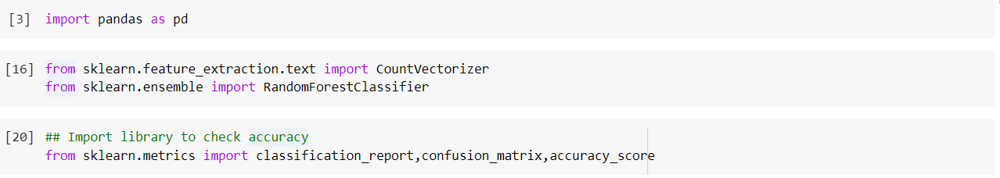 [3] import pandas as pd
[16] from sklearn.feature_extraction.text import CountVectorizer
from sklearn.ensemble import RandomForestClassifier
[20] ## Import library to check accuracy
from sklearn.metrics import classification_report,confusion_matrix,accuracy_score